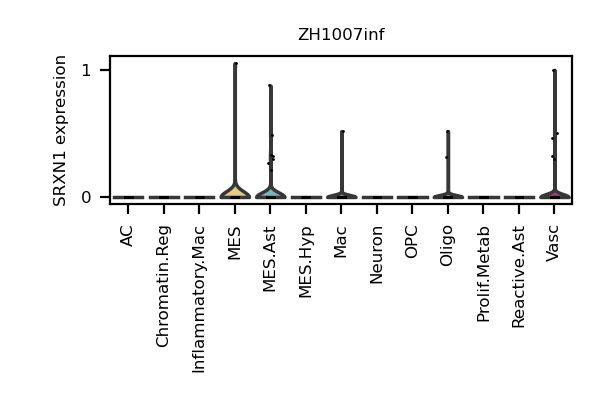 ZH1007inf
SRXN1 expression
1
0
AC
Chromatin.Reg
Inflammatory.Mac
MES
MES.Ast
MES.Hyp
Mac
Neuron
OPC
Oligo
Prolif.Metab
Reactive.Ast
Vasc